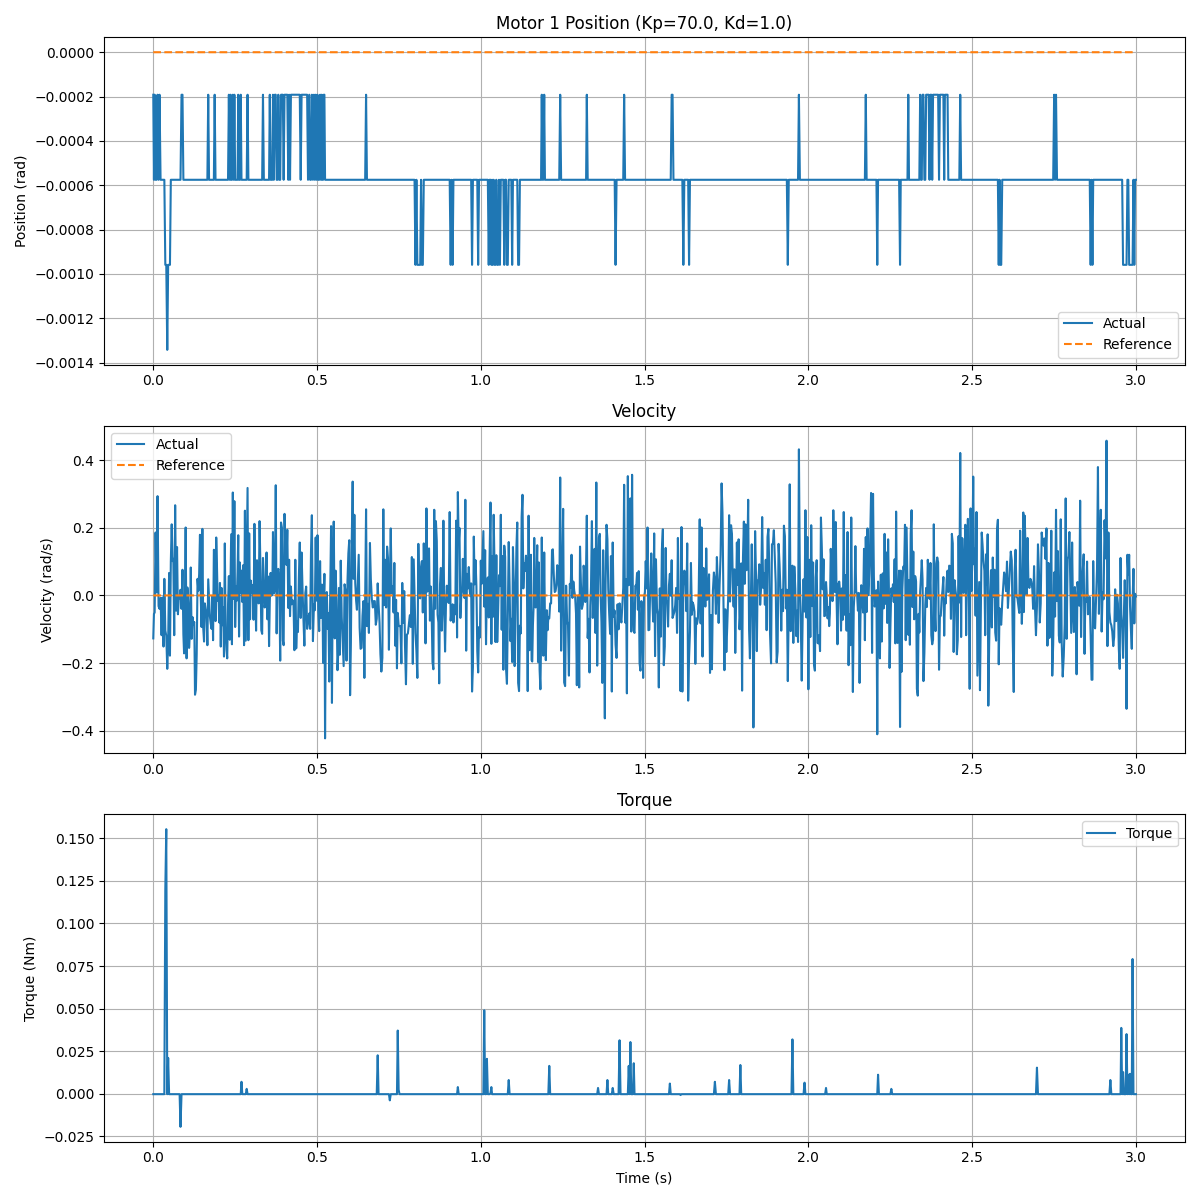 Motor 1 Position (Kp=70.0, Kd=1.0)
0.0000
−0.0002
−0.0004
−0.0006
−0.0008
−0.0010
−0.0012
−0.0014
Position (rad)
Actual
Reference
0.0 0.5 1.0 1.5 2.0 2.5 3.0
Velocity
Actual
Reference
0.4
0.2
0.0
−0.2
−0.4
Velocity (rad/s)
0.0 0.5 1.0 1.5 2.0 2.5 3.0
Torque
Torque
0.150
0.125
0.100
0.075
0.050
0.025
0.000
−0.025
Torque (Nm)
0.0 0.5 1.0 1.5 2.0 2.5 3.0
Time (s)